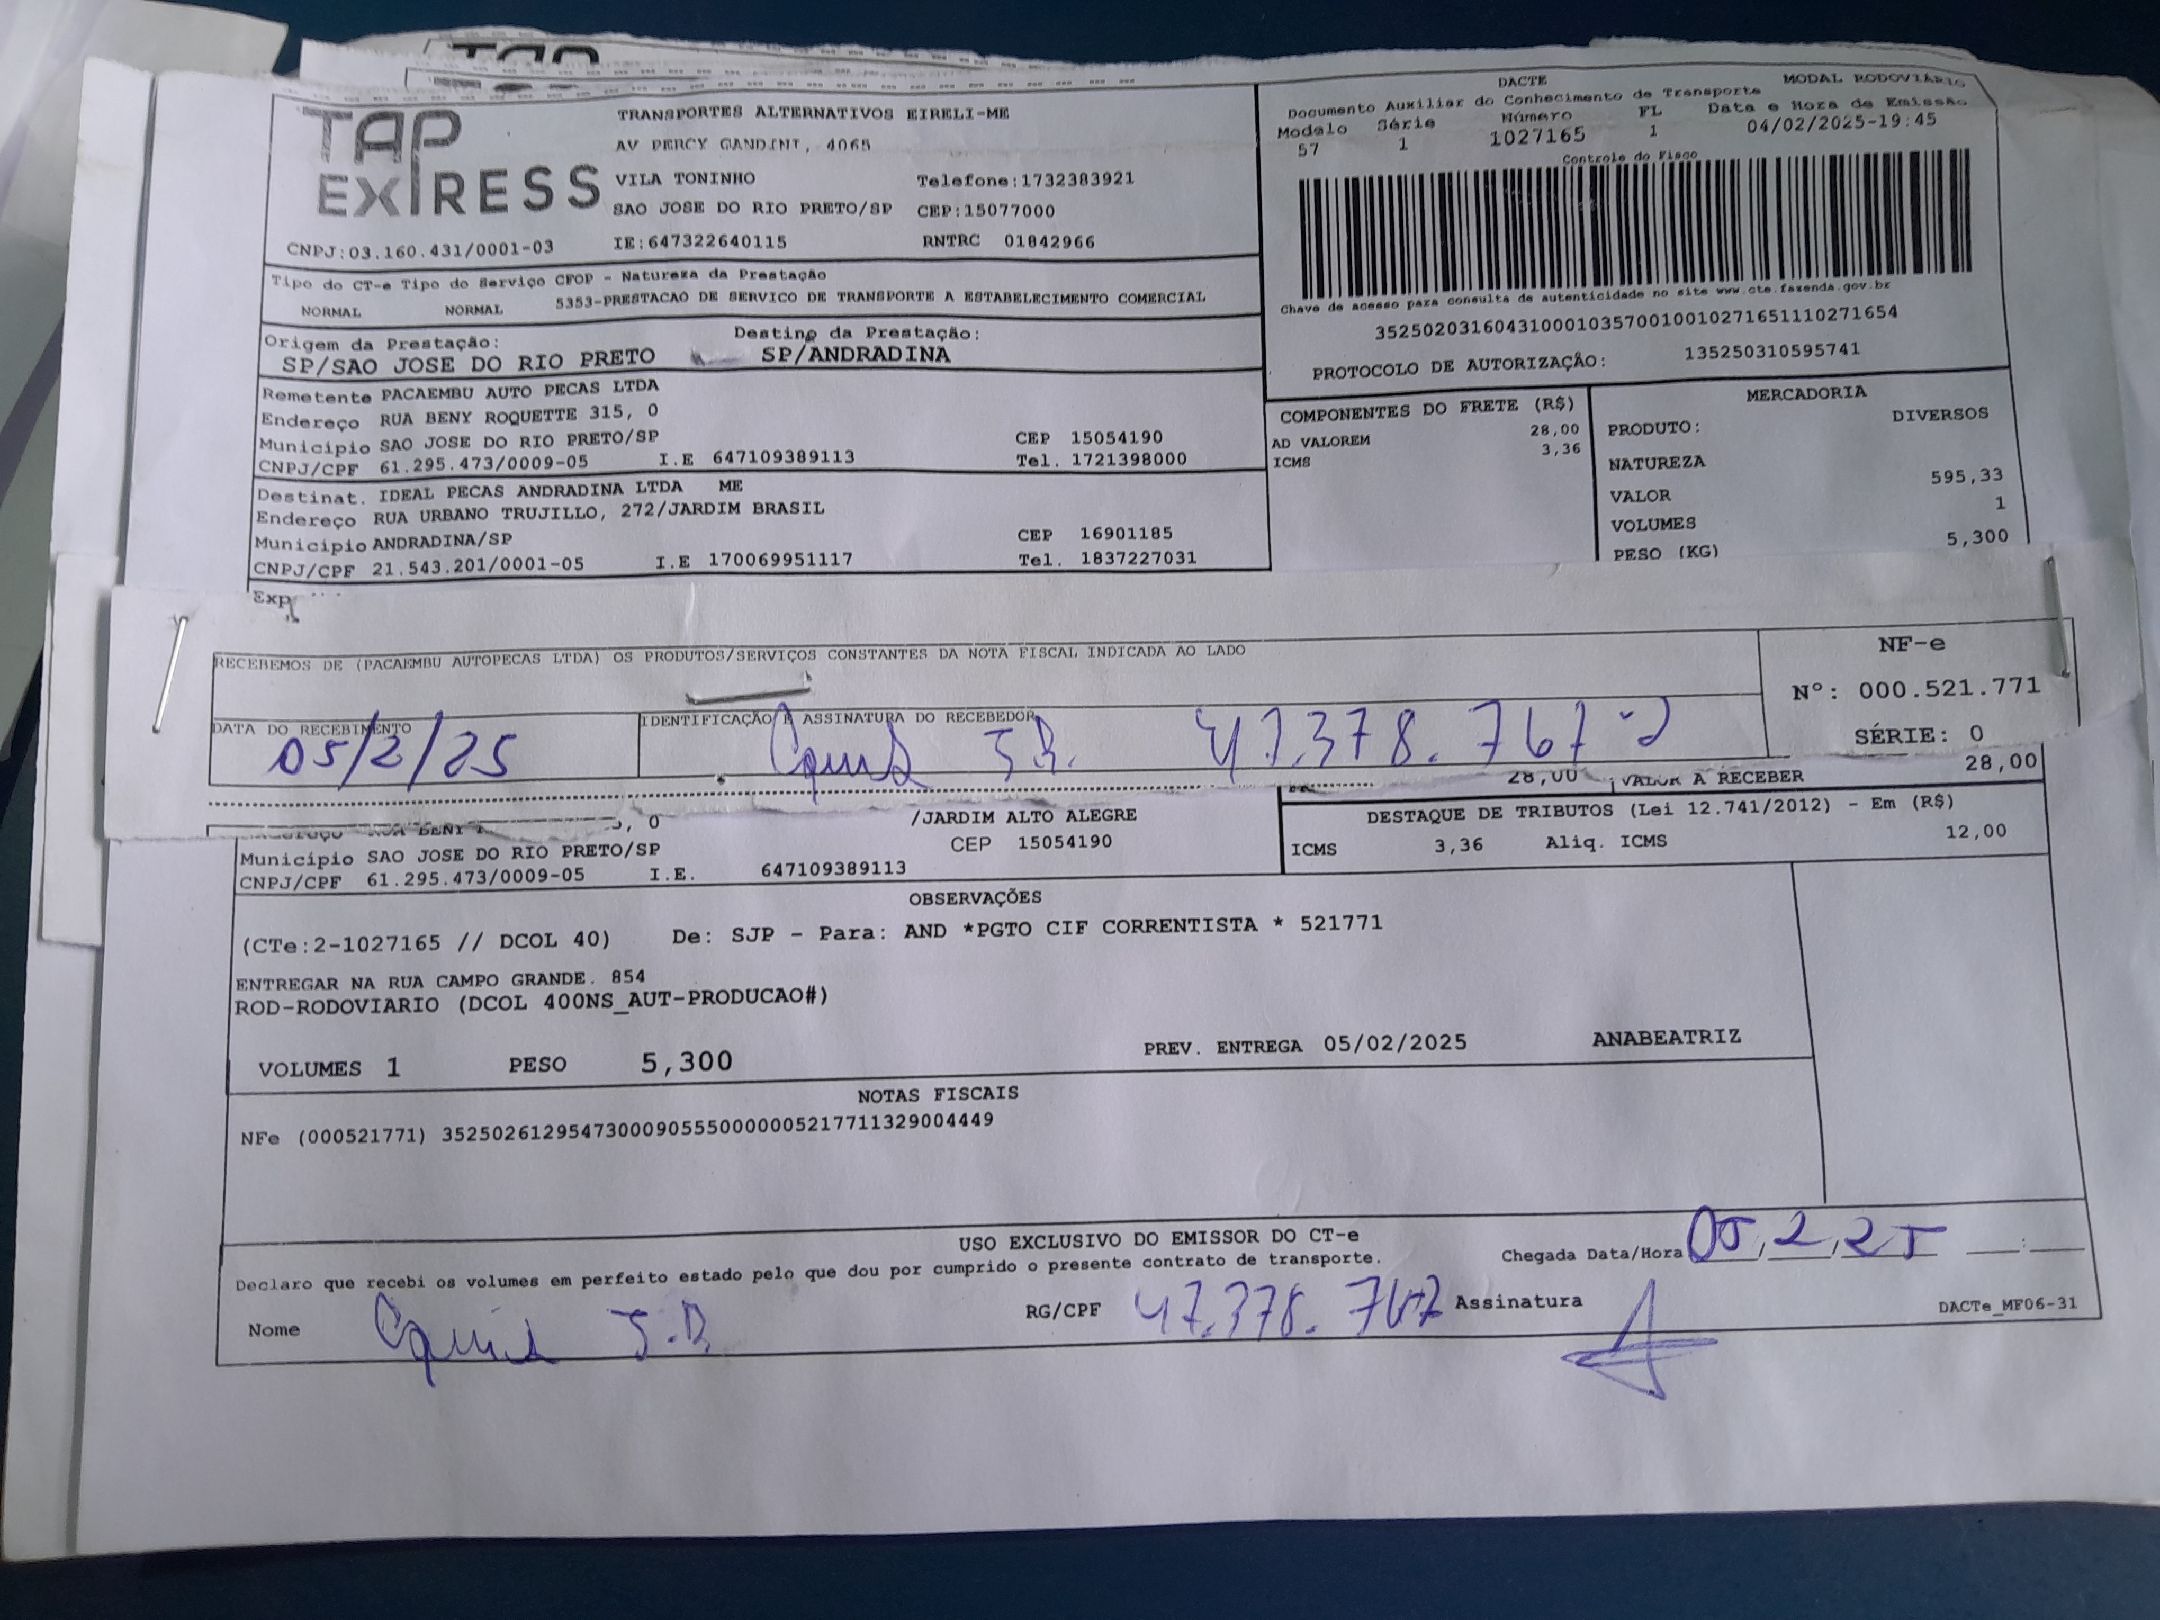 TAP EXPRESS
TRANSPORTES ALTERNATIVOS EIRELI-ME
AV PERCY GANDINI, 4065
VILA TONINHO Telefone:1732383921
SAO JOSE DO RIO PRETO/SP CEP:15077000
CNPJ:03.160.431/0001-03 IE:647322640115 RNTRC 01842966
DACTE MODAL RODOVIÁRIO
Documento Auxiliar do Conhecimento de Transporte
Modelo Série Número FL Data e Hora de Emissão
57 1 1027165 1 04/02/2025-19:45
Controle do Fisco
Chave de acesso para consulta de autenticidade no site www.cte.fazenda.gov.br
35250203160431000103570010010271651110271654
PROTOCOLO DE AUTORIZAÇÃO: 135250310595741
Tipo do CT-e Tipo do Serviço CFOP - Natureza da Prestação
NORMAL NORMAL 5353-PRESTACAO DE SERVICO DE TRANSPORTE A ESTABELECIMENTO COMERCIAL
Origem da Prestação: Destino da Prestação:
SP/SAO JOSE DO RIO PRETO SP/ANDRADINA
Remetente PACAEMBU AUTO PECAS LTDA
Endereço RUA BENY ROQUETTE 315, 0
Município SAO JOSE DO RIO PRETO/SP CEP 15054190
CNPJ/CPF 61.295.473/0009-05 I.E 647109389113 Tel. 1721398000
Destinat. IDEAL PECAS ANDRADINA LTDA ME
Endereço RUA URBANO TRUJILLO, 272/JARDIM BRASIL
Município ANDRADINA/SP CEP 16901185
CNPJ/CPF 21.543.201/0001-05 I.E 170069951117 Tel. 1837227031
Exp
COMPONENTES DO FRETE (R$)
AD VALOREM 28,00
ICMS 3,36
MERCADORIA
PRODUTO: DIVERSOS
NATUREZA
VALOR 595,33
VOLUMES 1
PESO (KG) 5,300
RECEBEMOS DE (PACAEMBU AUTOPECAS LTDA) OS PRODUTOS/SERVIÇOS CONSTANTES DA NOTA FISCAL INDICADA AO LADO
NF-e
Nº: 000.521.771
SÉRIE: 0
DATA DO RECEBIMENTO IDENTIFICAÇÃO E ASSINATURA DO RECEBEDOR
05/2/25 J.R. 47.378.767-2
28,00 VALOR A RECEBER 28,00
, 0 /JARDIM ALTO ALEGRE
Município SAO JOSE DO RIO PRETO/SP CEP 15054190
CNPJ/CPF 61.295.473/0009-05 I.E. 647109389113
DESTAQUE DE TRIBUTOS (Lei 12.741/2012) - Em (R$)
ICMS 3,36 Aliq. ICMS 12,00
OBSERVAÇÕES
(CTe:2-1027165 // DCOL 40) De: SJP - Para: AND *PGTO CIF CORRENTISTA * 521771
ENTREGAR NA RUA CAMPO GRANDE. 854
ROD-RODOVIARIO (DCOL 400NS_AUT-PRODUCAO#)
VOLUMES 1 PESO 5,300 PREV. ENTREGA 05/02/2025 ANABEATRIZ
NOTAS FISCAIS
NFe (000521771) 35250261295473000905550000005217711329004449
USO EXCLUSIVO DO EMISSOR DO CT-e
Declaro que recebi os volumes em perfeito estado pelo que dou por cumprido o presente contrato de transporte. Chegada Data/Hora 05,2,25
Nome J.R. RG/CPF 47.378.767-2 Assinatura
DACTe_MF06-31